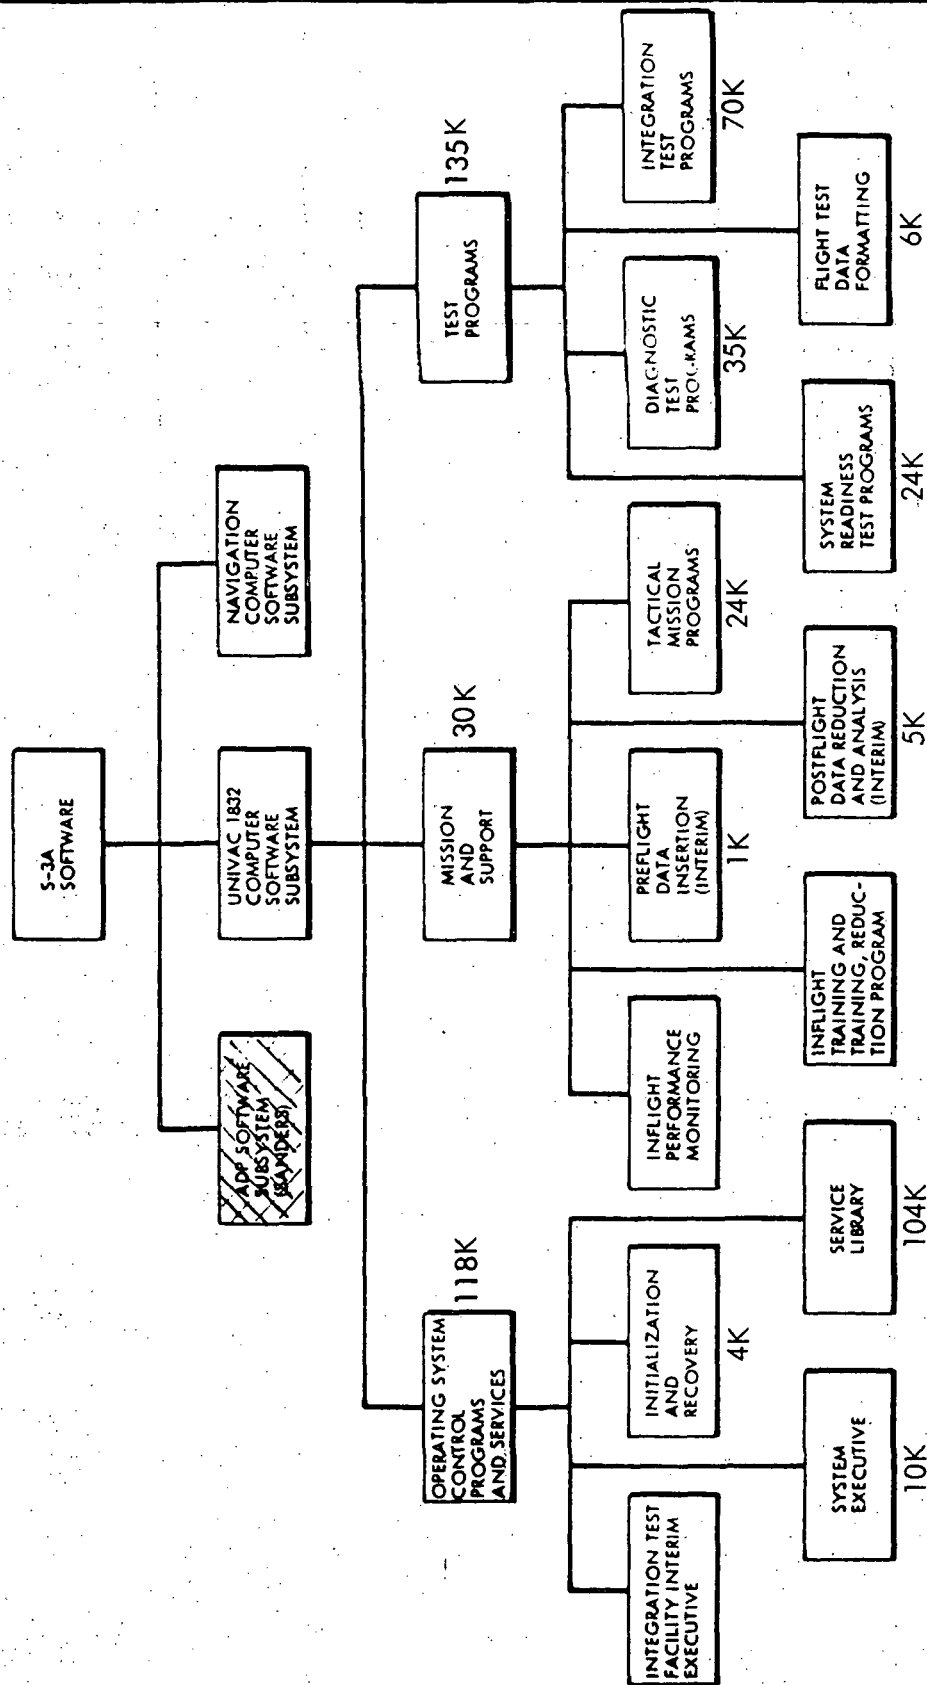 S-3A
SOFTWARE
ADP SOFTWARE
SUBSYSTEM
(SANDERS)
UNIVAC 1832
COMPUTER
SOFTWARE
SUBSYSTEM
NAVIGATION
COMPUTER
SOFTWARE
SUBSYSTEM
OPERATING SYSTEM
CONTROL
PROGRAMS
AND SERVICES
118K
MISSION
AND
SUPPORT
30K
TEST
PROGRAMS
135K
INTEGRATION TEST
FACILITY INTERIM
EXECUTIVE
INITIALIZATION
AND
RECOVERY
4K
INFLIGHT
PERFORMANCE
MONITORING
PREFLIGHT
DATA
INSERTION
(INTERIM)
1K
TACTICAL
MISSION
PROGRAMS
24K
DIAGNOSTIC
TEST
PROGRAMS
35K
INTEGRATION
TEST
PROGRAMS
70K
SYSTEM
EXECUTIVE
10K
SERVICE
LIBRARY
104K
INFLIGHT
TRAINING AND
TRAINING, REDUC-
TION PROGRAM
POSTFLIGHT
DATA REDUCTION
AND ANALYSIS
(INTERIM)
5K
SYSTEM
READINESS
TEST PROGRAMS
24K
FLIGHT TEST
DATA
FORMATTING
6K